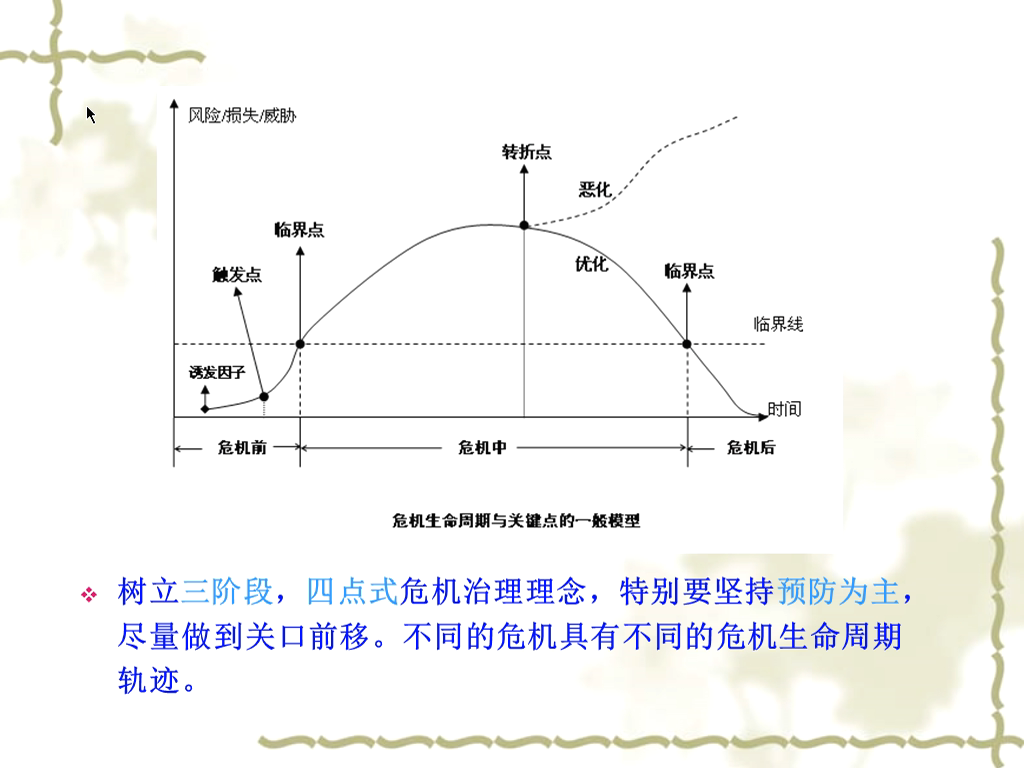 风险/损失/威胁
转折点
恶化
临界点
优化
临界点
触发点
临界线
诱发因子
时间
危机前
危机中
危机后
危机生命周期与关键点的一般模型
树立三阶段，四点式危机治理理念，特别要坚持预防为主，
尽量做到关口前移。不同的危机具有不同的危机生命周期
轨迹。